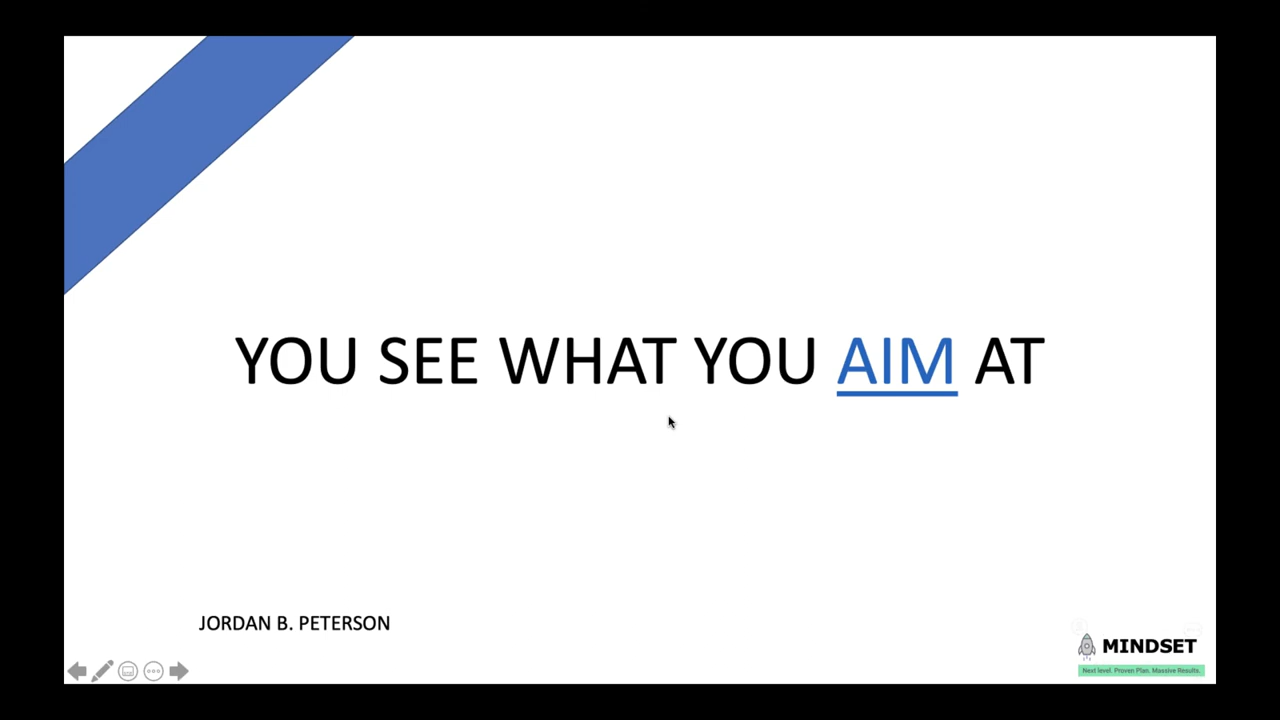 YOU SEE WHAT YOU AIM AT
JORDAN B. PETERSON
MINDSET
Next level. Proven Plan. Massive Results.